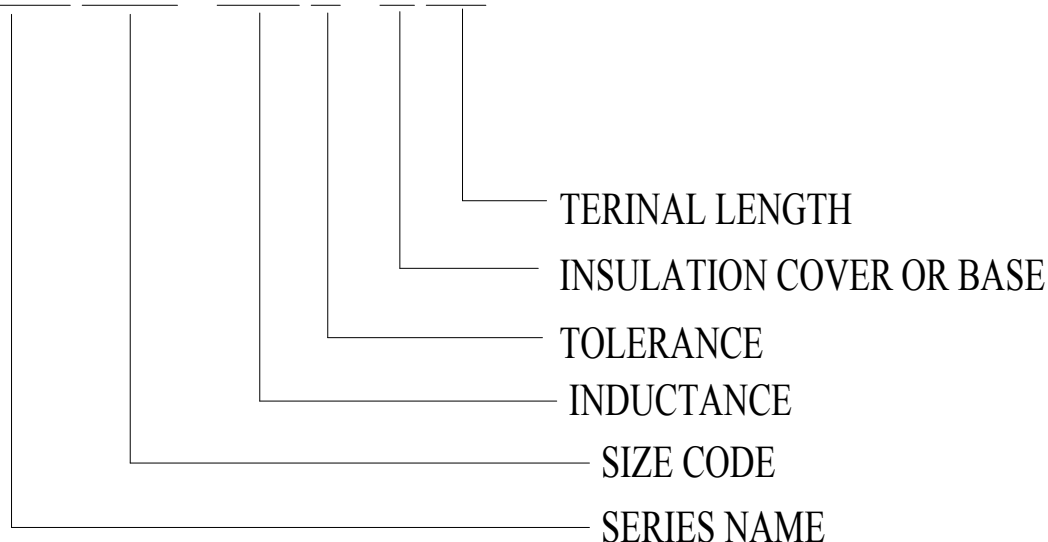 TERINAL LENGTH
INSULATION COVER OR BASE
TOLERANCE
INDUCTANCE
SIZE CODE
SERIES NAME